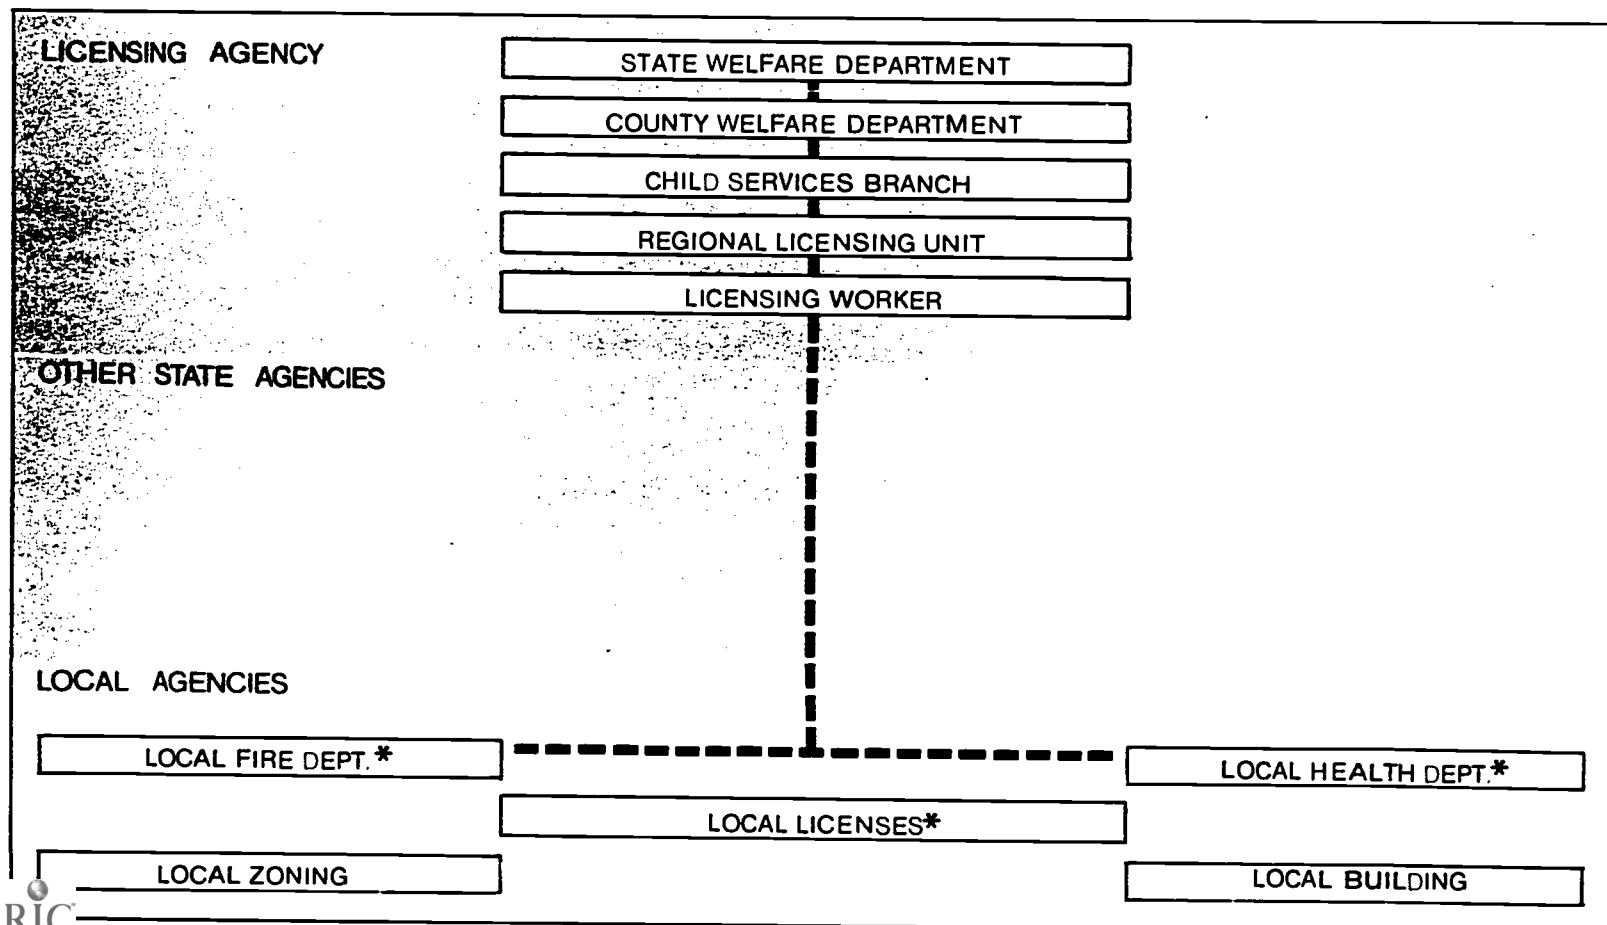 LICENSING AGENCY
STATE WELFARE DEPARTMENT
COUNTY WELFARE DEPARTMENT
CHILD SERVICES BRANCH
REGIONAL LICENSING UNIT
LICENSING WORKER
OTHER STATE AGENCIES
LOCAL AGENCIES
LOCAL FIRE DEPT.*
LOCAL HEALTH DEPT.*
LOCAL LICENSES*
LOCAL ZONING
LOCAL BUILDING
RIC